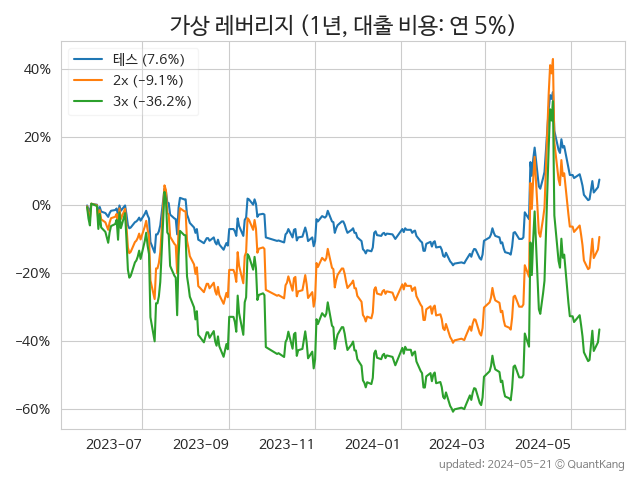 가상 레버리지 (1년, 대출 비용: 연 5%)
테스 (7.6%)
2x (−9.1%)
3x (−36.2%)
40%
20%
0%
−20%
−40%
−60%
2023-07 2023-09 2023-11 2024-01 2024-03 2024-05
updated: 2024-05-21 © QuantKang